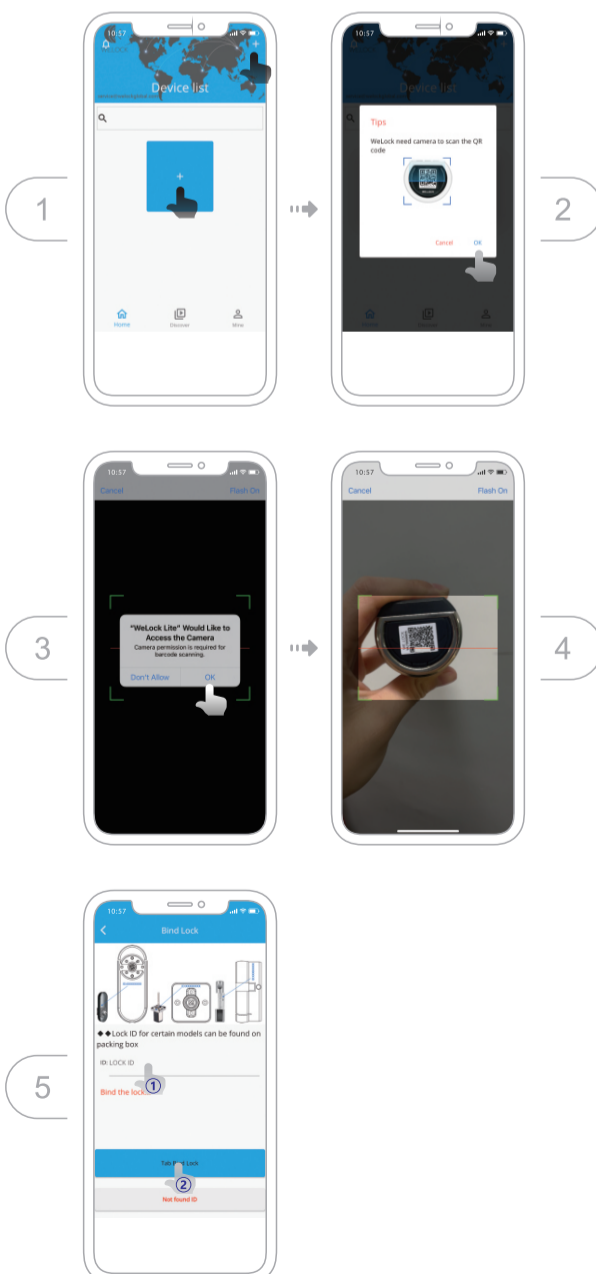 10:57
Device list
+
Home
Discover
Mine
1
10:57
Device list
Tips
WeLock need camera to scan the QR
code
Cancel
OK
Home
Discover
Mine
2
10:57
Cancel
Flash On
"WeLock Lite" Would Like to
Access the Camera
Camera permission is required for
barcode scanning.
Don't Allow
OK
3
10:57
Cancel
Flash On
4
10:57
Bind Lock
◆◆Lock ID for certain models can be found on
packing box
ID: LOCK ID
1
Bind the lock
5
Lock
2
Not found ID